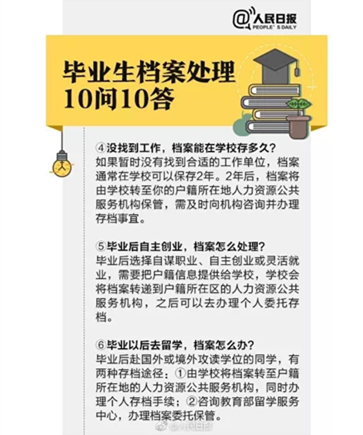 @人民日报
PEOPLE'S DAILY
毕业生档案处理
10问10答
④没找到工作，档案能在学校存多久？
如果暂时没有找到合适的工作单位，档案
通常在学校可以保存2年。2年后，档案将
由学校转至你的户籍所在地人力资源公共
服务机构保管，需及时向机构咨询并办理
存档事宜。
⑤毕业后自主创业，档案怎么处理？
毕业后选择自谋职业、自主创业或灵活就
业，需要把户籍信息提供给学校，学校会
将档案转递到户籍所在区的人力资源公共
服务机构，之后可以去办理个人委托存
档。
⑥毕业以后去留学，档案怎么办？
毕业后赴国外或境外攻读学位的同学，有
两种存档途径：①由学校将档案转至户籍
所在地的人力资源公共服务机构，同时办
理个人存档手续；②咨询教育部留学服务
中心，办理档案委托保管。
@人民日报